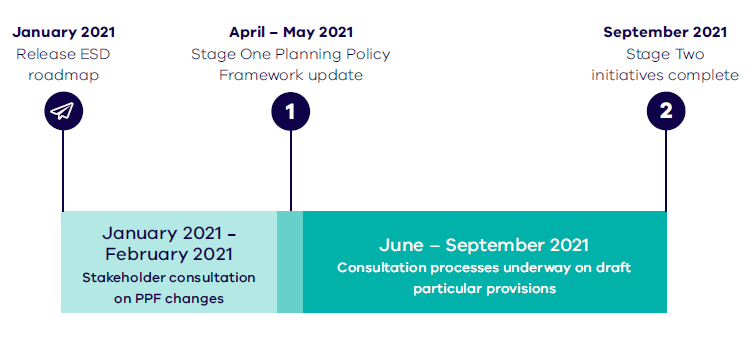 January 2021
Release ESD
roadmap
April – May 2021
Stage One Planning Policy
Framework update
1
September 2021
Stage Two
initiatives complete
2
January 2021 –
February 2021
Stakeholder consultation
on PPF changes
June – September 2021
Consultation processes underway on draft
particular provisions